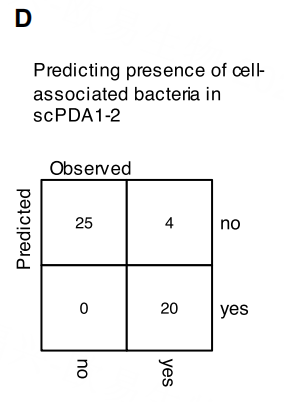 D
Predicting presence of cell-
associated bacteria in
scPDA1-2
Observed
Predicted
25 4 no
0 20 yes
no yes